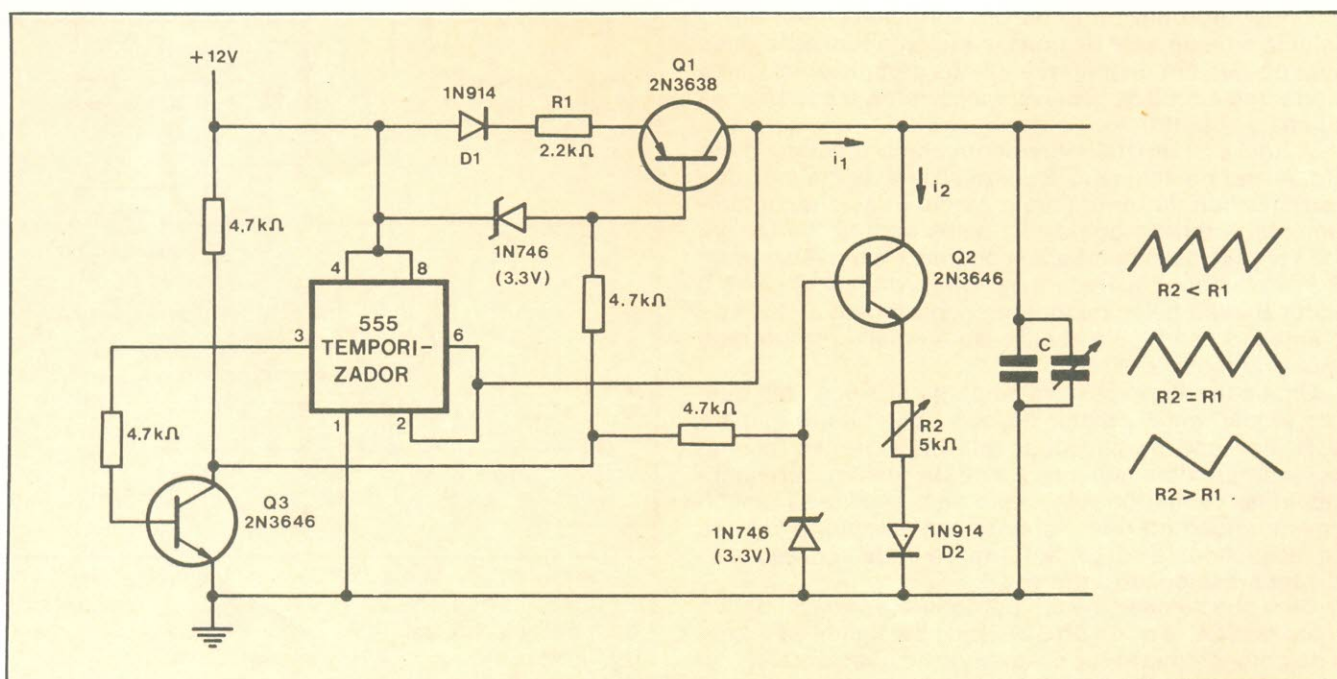 +12V
Q1
2N3638
1N914
D1
R1
2.2kΩ
i1
i2
4.7kΩ
1N746
(3.3V)
4.7kΩ
Q2
2N3646
4 8
555
TEMPORI-
ZADOR
3
6
1
2
4.7kΩ
4.7kΩ
R2
5kΩ
C
R2 < R1
R2 = R1
R2 > R1 .
Q3
2N3646
1N746
(3.3V)
1N914
D2